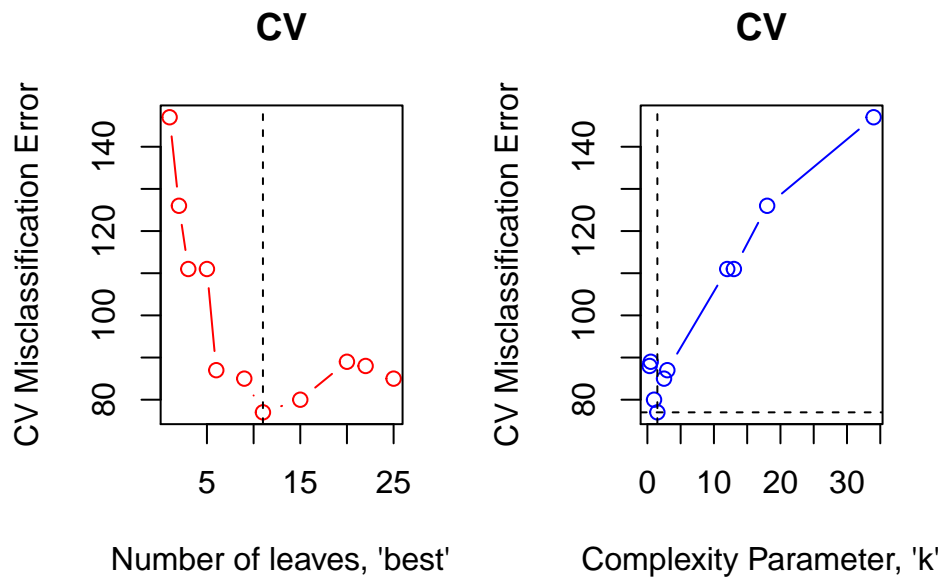 CV
CV Misclassification Error
80 100 120 140
5 15 25
Number of leaves, 'best'
CV
CV Misclassification Error
80 100 120 140
0 10 20 30
Complexity Parameter, 'k'